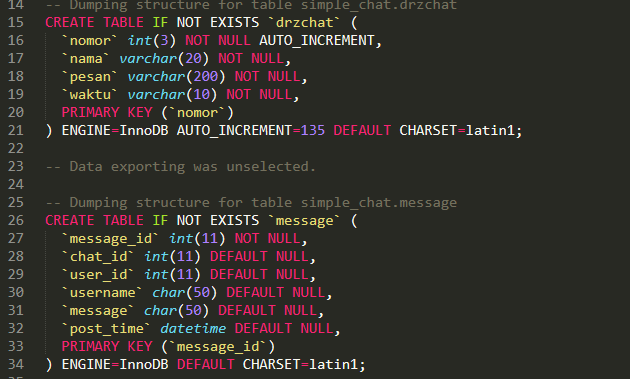 14 -- Dumping structure for table simple_chat.drzchat
15 CREATE TABLE IF NOT EXISTS `drzchat` (
16 `nomor` int(3) NOT NULL AUTO_INCREMENT,
17 `nama` varchar(20) NOT NULL,
18 `pesan` varchar(200) NOT NULL,
19 `waktu` varchar(10) NOT NULL,
20 PRIMARY KEY (`nomor`)
21 ) ENGINE=InnoDB AUTO_INCREMENT=135 DEFAULT CHARSET=latin1;
22
23 -- Data exporting was unselected.
24
25 -- Dumping structure for table simple_chat.message
26 CREATE TABLE IF NOT EXISTS `message` (
27 `message_id` int(11) NOT NULL,
28 `chat_id` int(11) DEFAULT NULL,
29 `user_id` int(11) DEFAULT NULL,
30 `username` char(50) DEFAULT NULL,
31 `message` char(50) DEFAULT NULL,
32 `post_time` datetime DEFAULT NULL,
33 PRIMARY KEY (`message_id`)
34 ) ENGINE=InnoDB DEFAULT CHARSET=latin1;